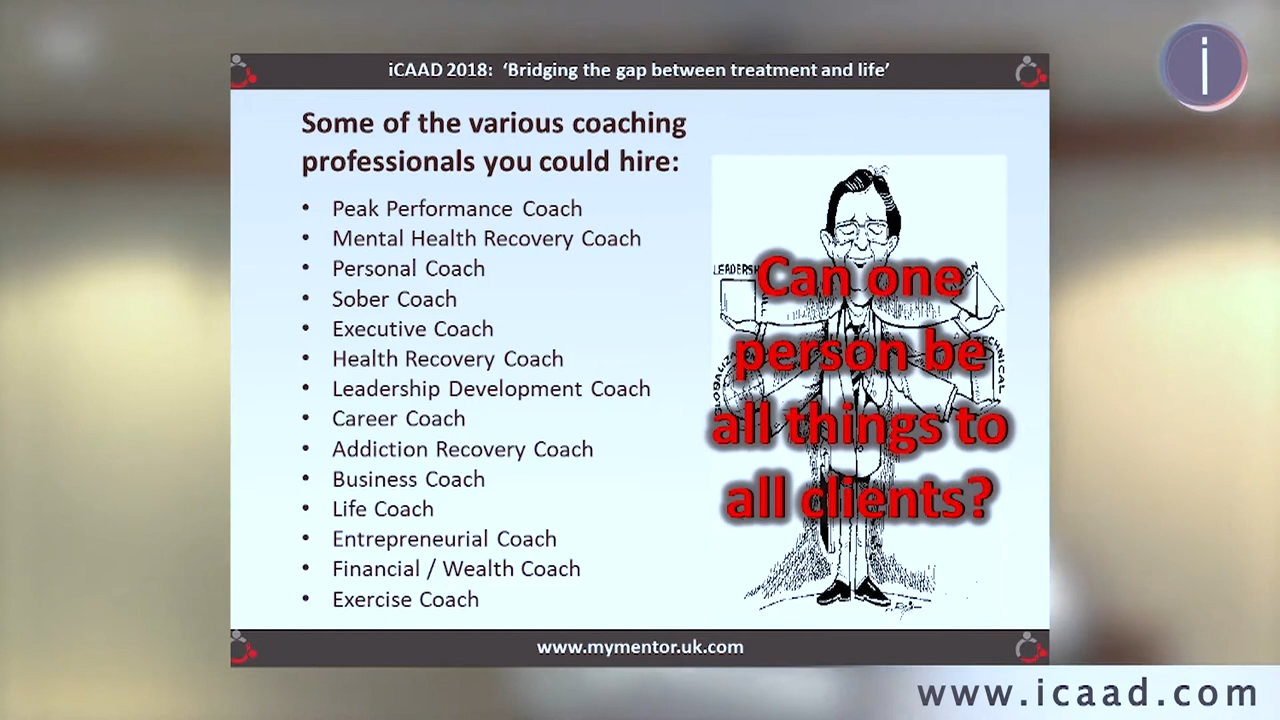 iCAAD 2018: ‘Bridging the gap between treatment and life’
Some of the various coaching
professionals you could hire:
• Peak Performance Coach
• Mental Health Recovery Coach
• Personal Coach
• Sober Coach
• Executive Coach
• Health Recovery Coach
• Leadership Development Coach
• Career Coach
• Addiction Recovery Coach
• Business Coach
• Life Coach
• Entrepreneurial Coach
• Financial / Wealth Coach
• Exercise Coach
Can one
person be
all things to
all clients?
www.mymentor.uk.com
i
www.icaad.com